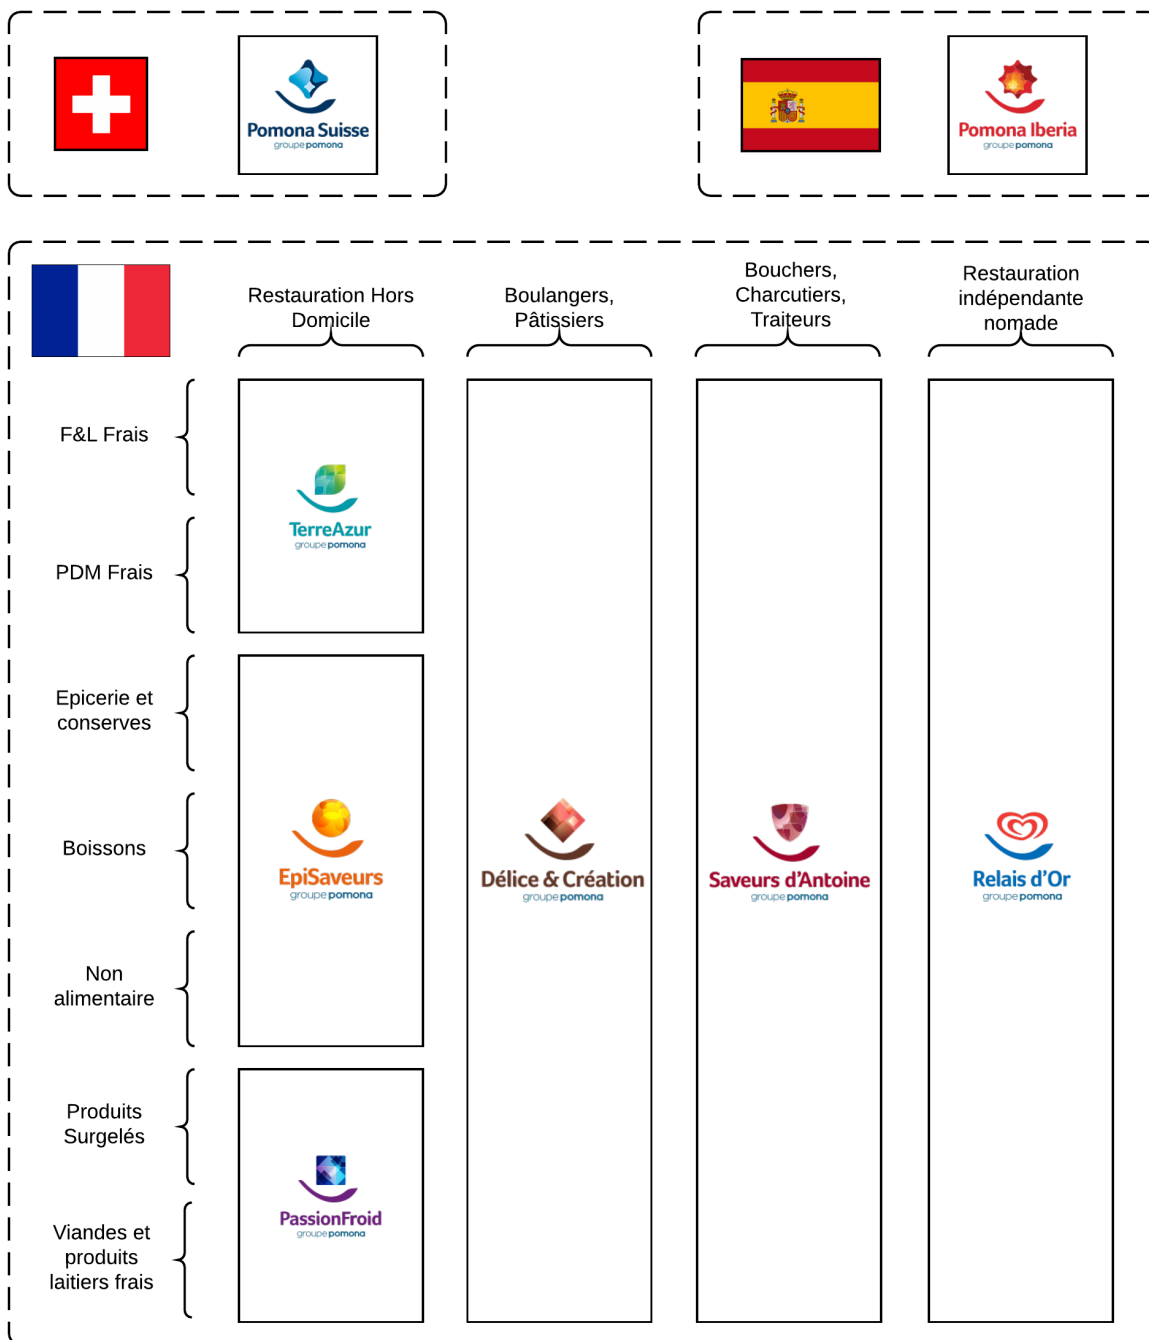 Pomona Suisse
groupe pomona
Pomona Iberia
groupe pomona
Restauration Hors
Domicile
Boulangers,
Pâtissiers
Bouchers,
Charcutiers,
Traiteurs
Restauration
indépendante
nomade
F&L Frais
TerreAzur
groupe pomona
PDM Frais
Epicerie et
conserves
Boissons
EpiSaveurs
groupe pomona
Délice & Création
groupe pomona
Saveurs d'Antoine
groupe pomona
Relais d'Or
groupe pomona
Non
alimentaire
Produits
Surgelés
PassionFroid
groupe pomona
Viandes et
produits
laitiers frais